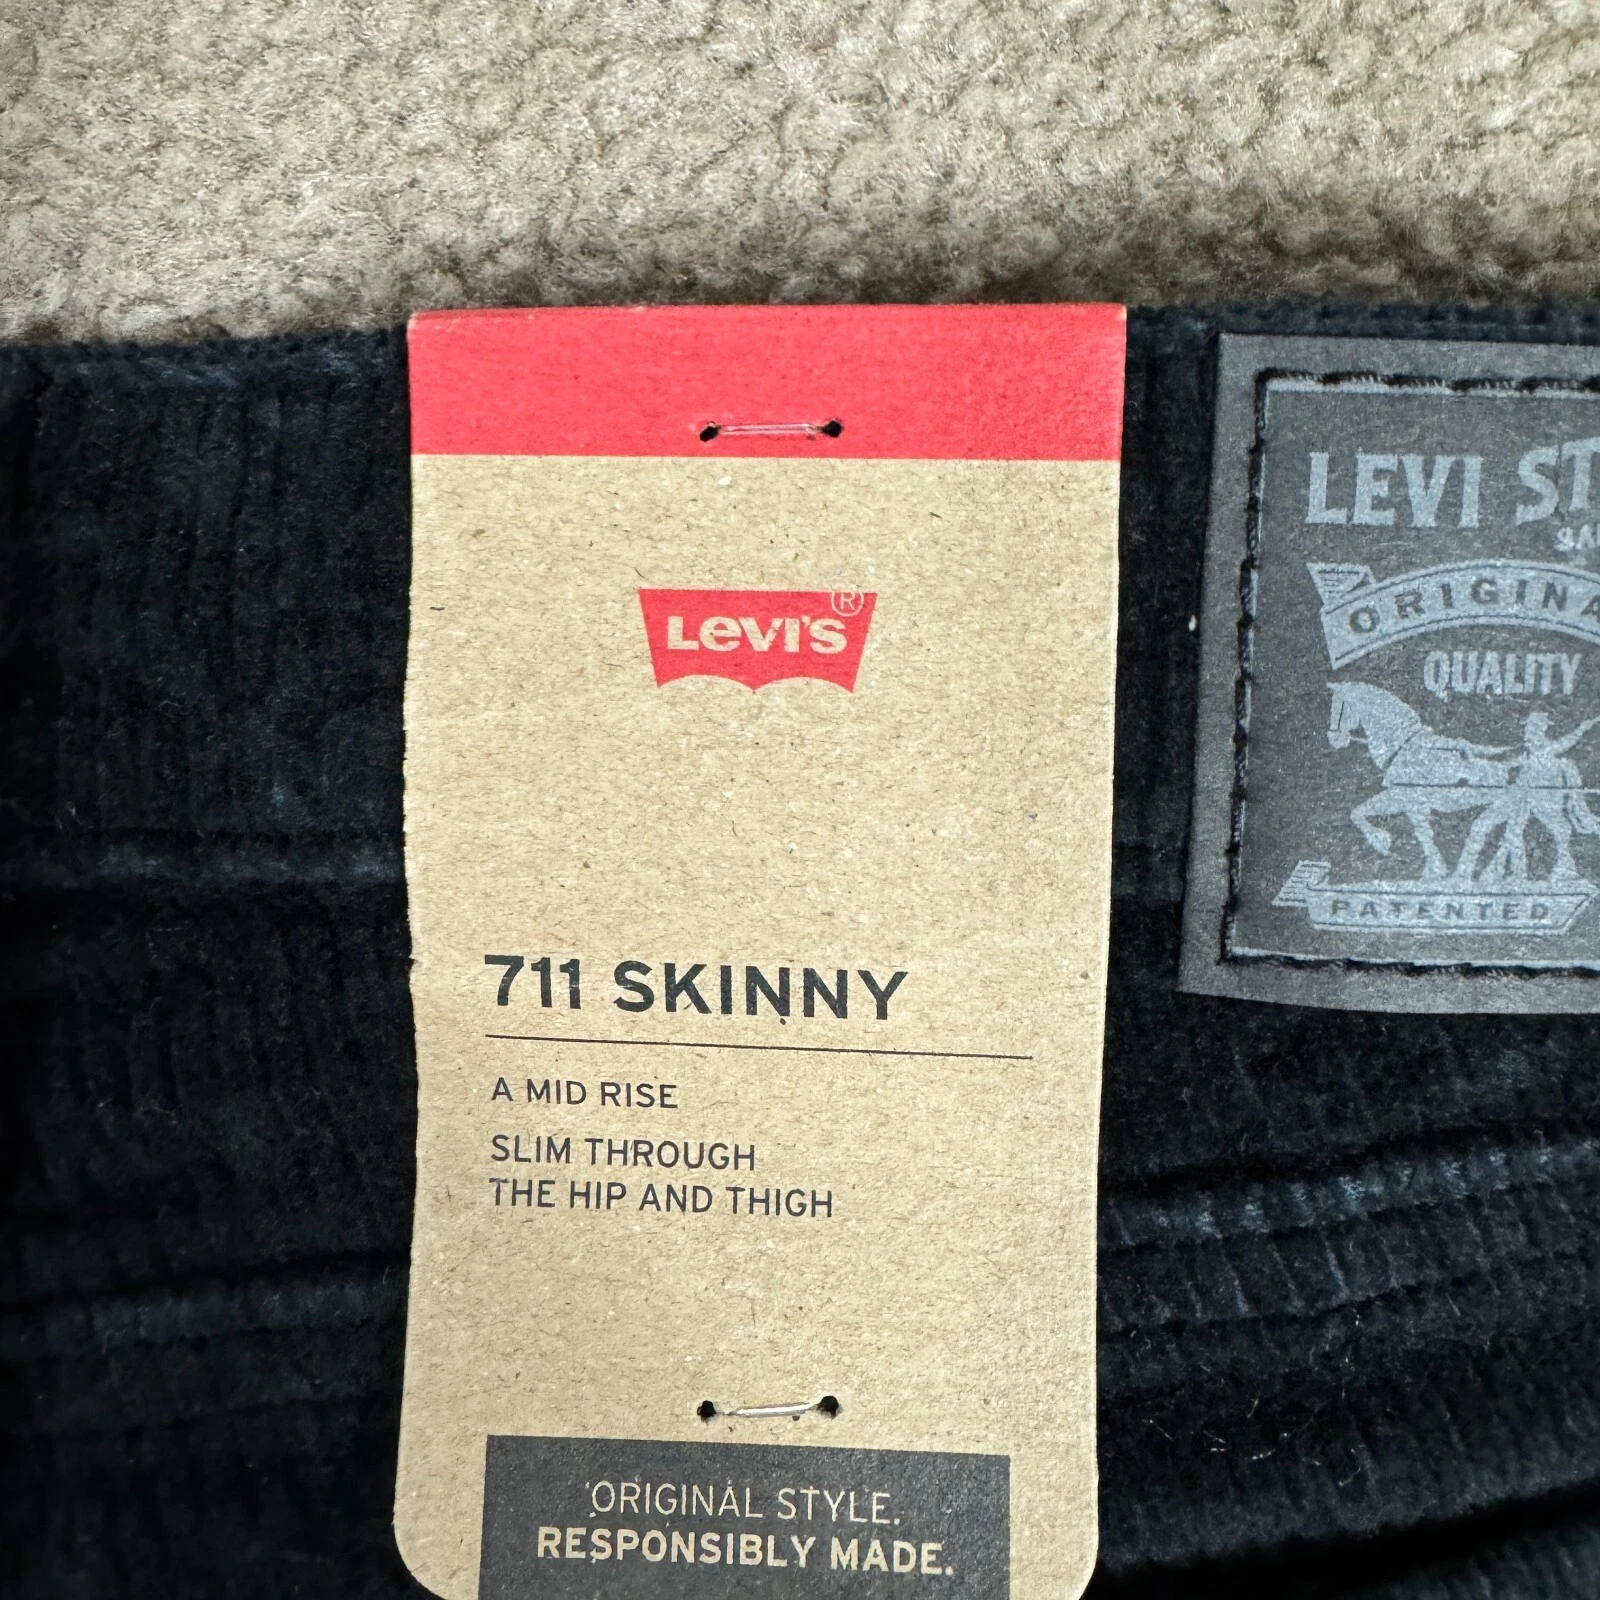 LEVI'S®
711 SKINNY
A MID RISE
SLIM THROUGH
THE HIP AND THIGH
ORIGINAL STYLE.
RESPONSIBLY MADE.
LEVI ST
SA
ORIGINA
QUALITY
PATENTED